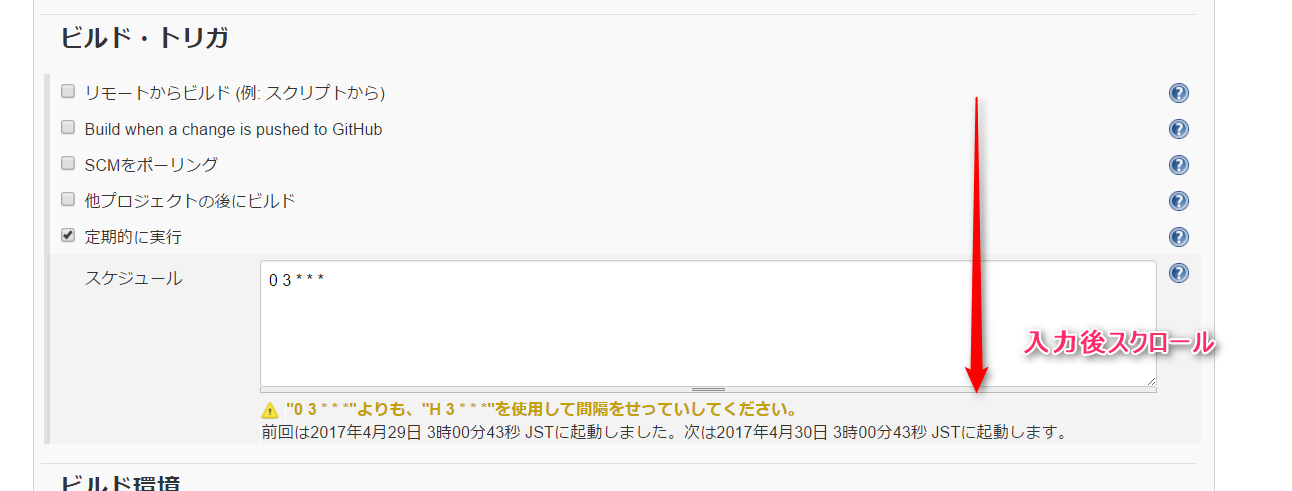 ビルド・トリガ
リモートからビルド (例: スクリプトから)
Build when a change is pushed to GitHub
SCMをポーリング
他プロジェクトの後にビルド
定期的に実行
スケジュール
0 3 * * *
入力後スクロール
"0 3 * * *"よりも、"H 3 * * *"を使用して間隔をせっていしてください。
前回は2017年4月29日 3時00分43秒 JSTに起動しました。次は2017年4月30日 3時00分43秒 JSTに起動します。
ビルド環境